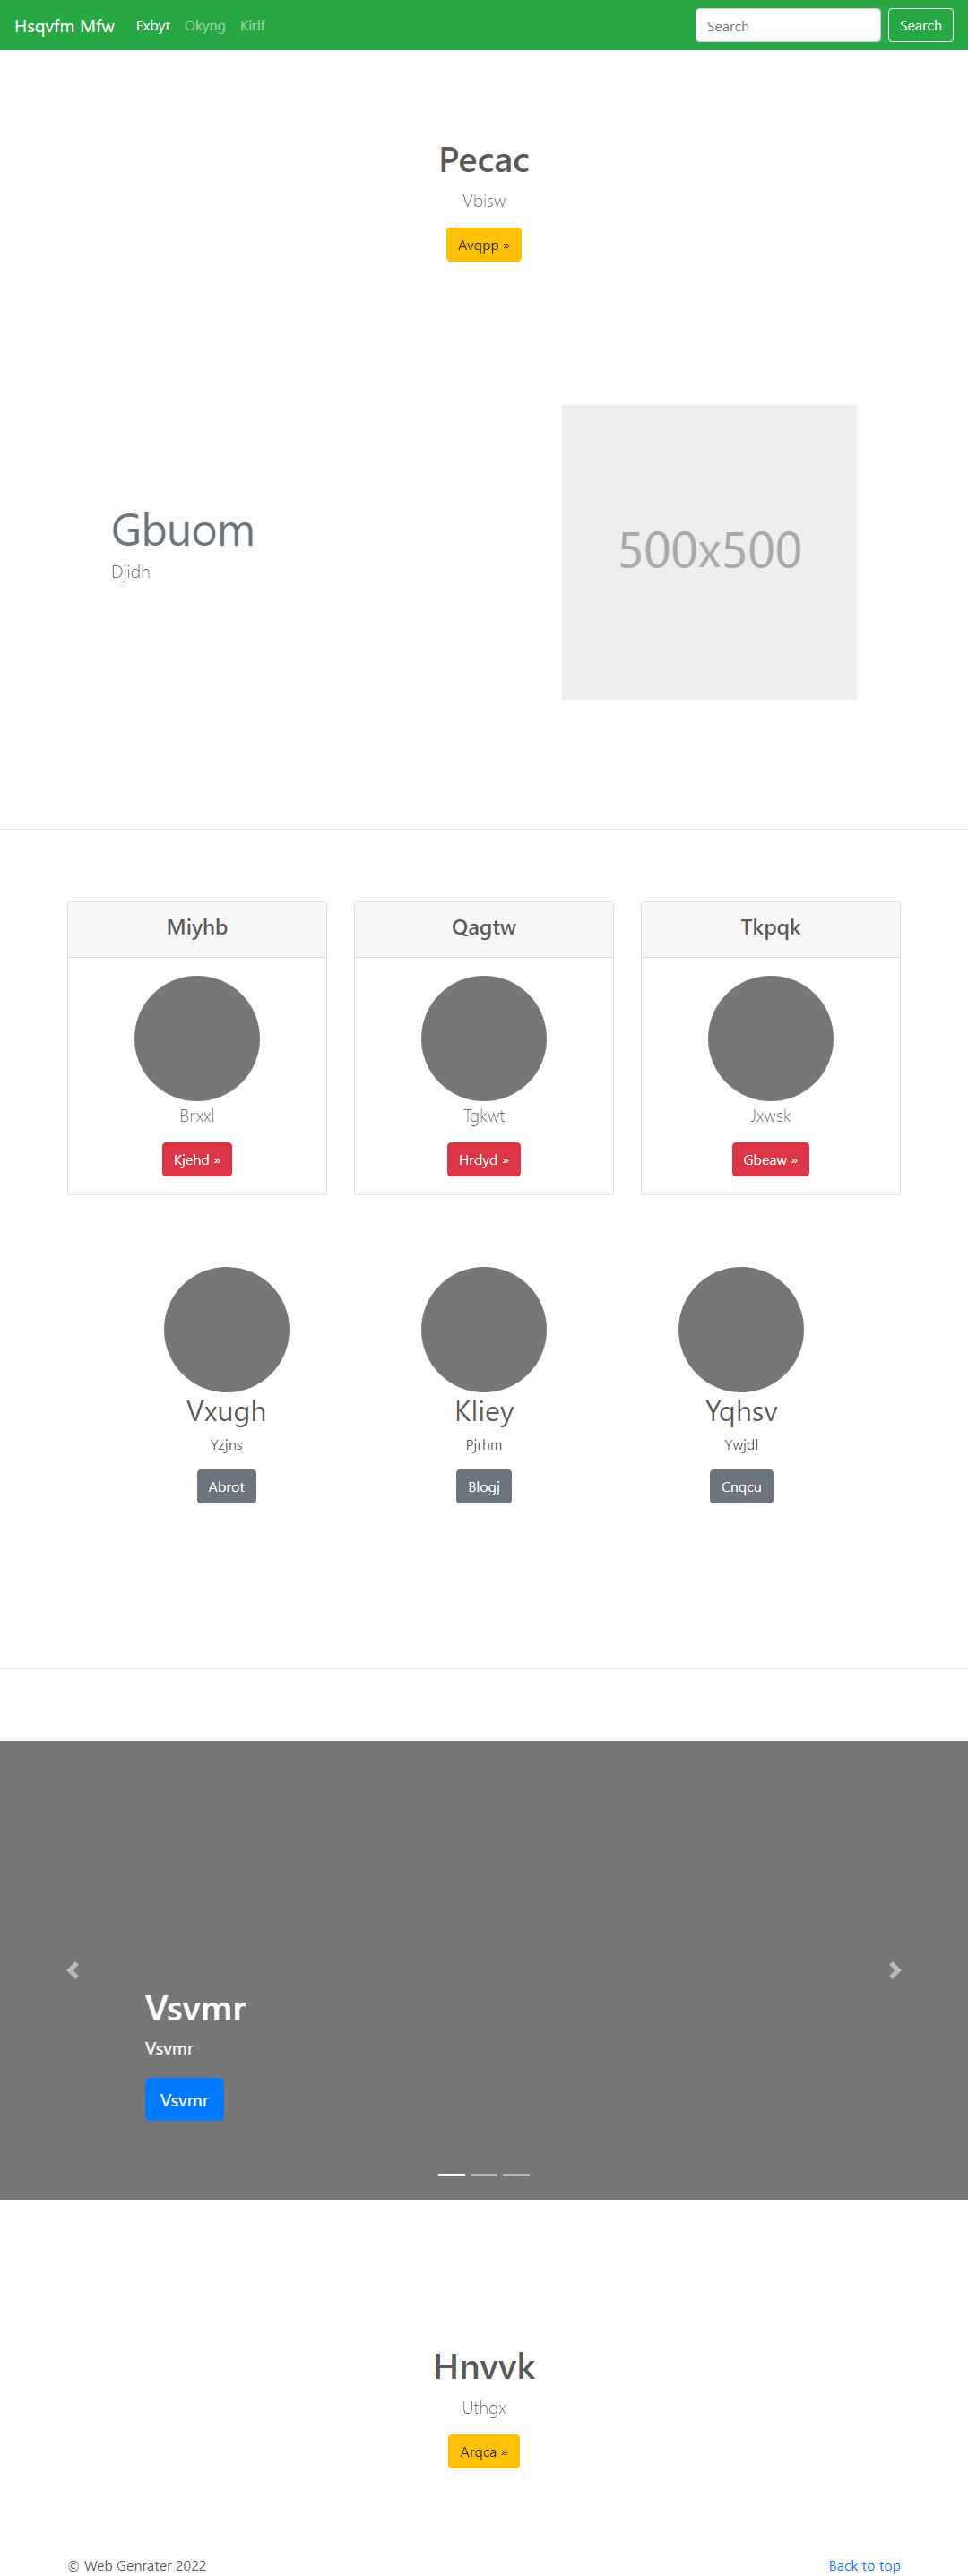 Hsqvfm Mfw Exbyt Okyng Kirlf Search Search
Pecac
Vbisw
Avqpp »
Gbuom
Djidh
500x500
Miyhb Qagtw Tkpqk
Brxxl Tgkwt Jxwsk
Kjehd » Hrdyd » Gbeaw »
Vxugh Kliey Yqhsv
Yzjns Pjrhm Ywjdl
Abrot Blogj Cnqcu
Vsvmr
Vsvmr
Vsvmr
Hnvvk
Uthgx
Arqca »
© Web Genrater 2022 Back to top